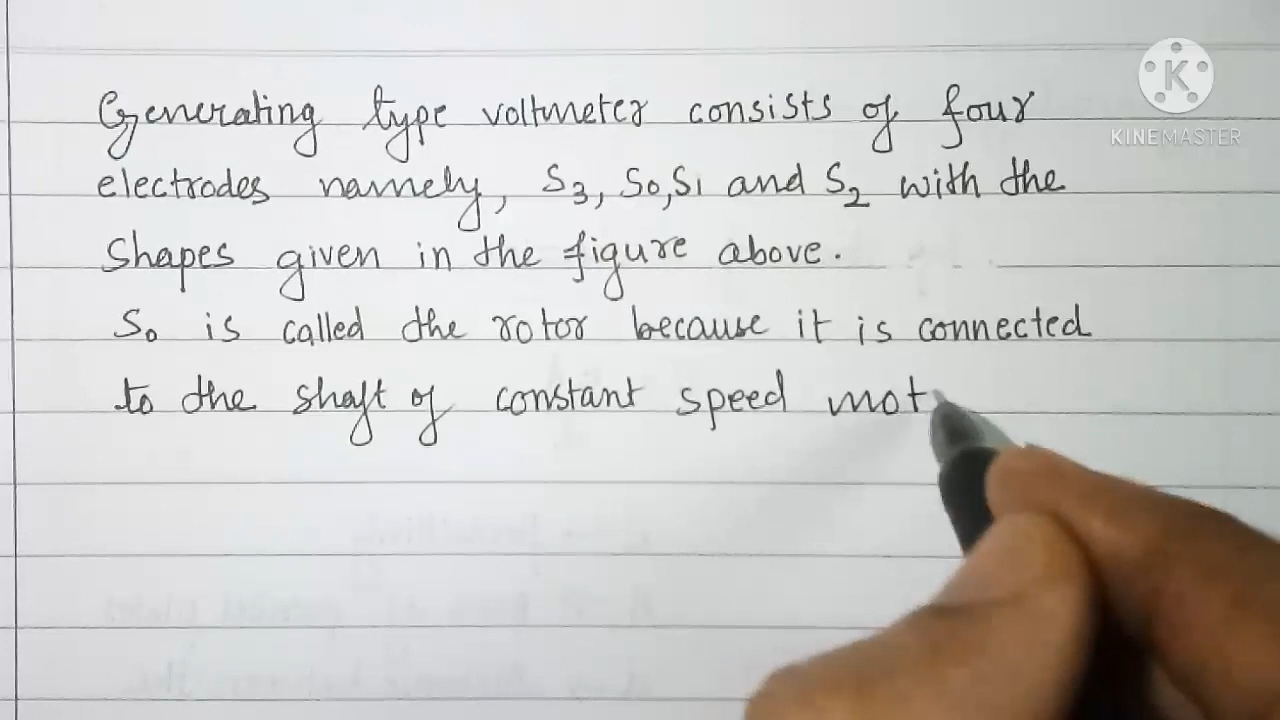 Generating type voltmeter consists of four
electrodes namely, S3, S0, S1 and S2 with the
shapes given in the figure above.
S0 is called the rotor because it is connected
to the shaft of constant speed mot
K
KINEMASTER